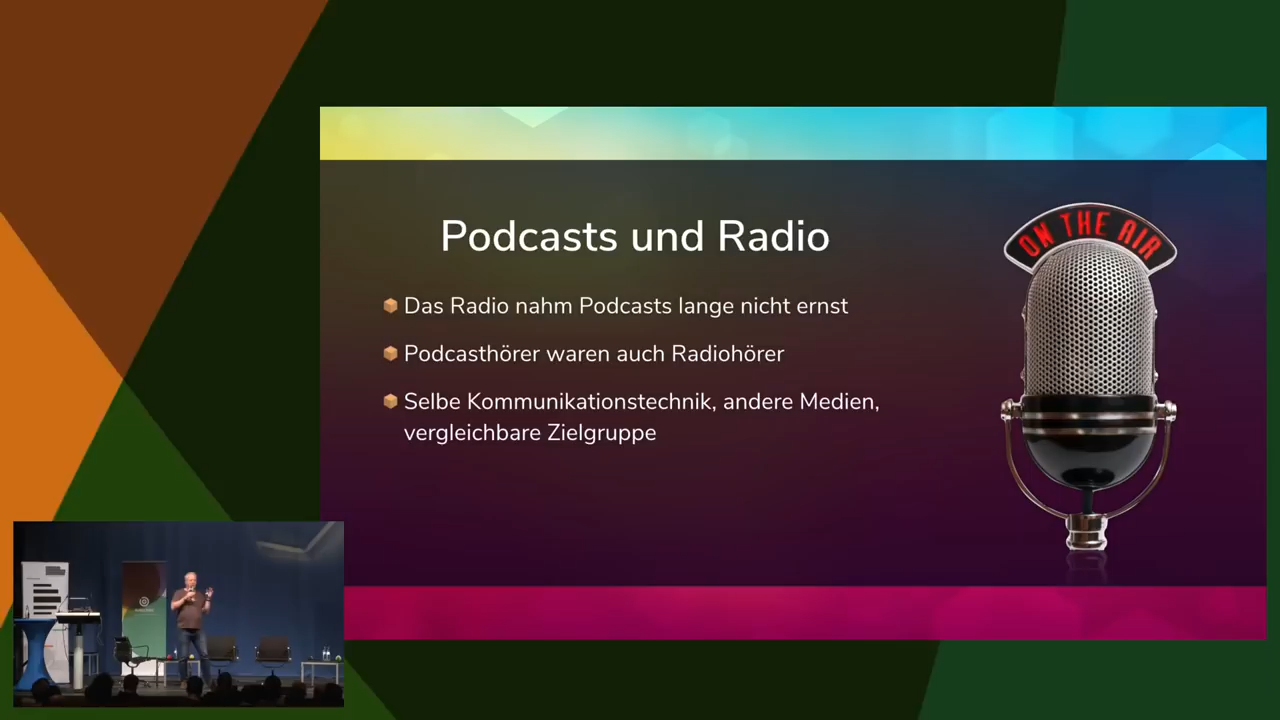 ON THE AIR
Podcasts und Radio
Das Radio nahm Podcasts lange nicht ernst
Podcasthörer waren auch Radiohörer
Selbe Kommunikationstechnik, andere Medien,
vergleichbare Zielgruppe